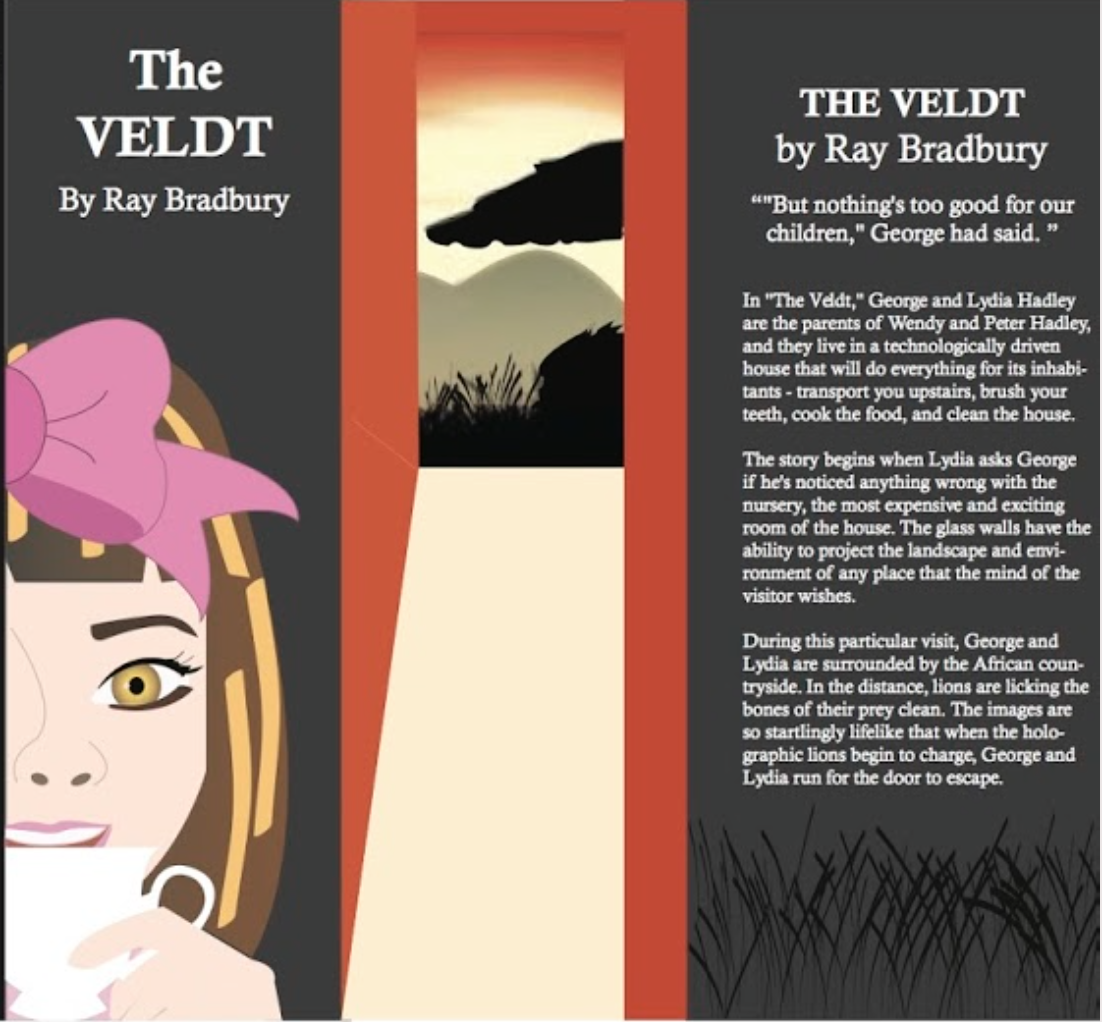 The
VELDT
By Ray Bradbury
THE VELDT
by Ray Bradbury
“"But nothing's too good for our
children," George had said. ”
In "The Veldt," George and Lydia Hadley
are the parents of Wendy and Peter Hadley,
and they live in a technologically driven
house that will do everything for its inhabi-
tants - transport you upstairs, brush your
teeth, cook the food, and clean the house.
The story begins when Lydia asks George
if he's noticed anything wrong with the
nursery, the most expensive and exciting
room of the house. The glass walls have the
ability to project the landscape and envi-
ronment of any place that the mind of the
visitor wishes.
During this particular visit, George and
Lydia are surrounded by the African coun-
tryside. In the distance, lions are licking the
bones of their prey clean. The images are
so startlingly lifelike that when the holo-
graphic lions begin to charge, George and
Lydia run for the door to escape.